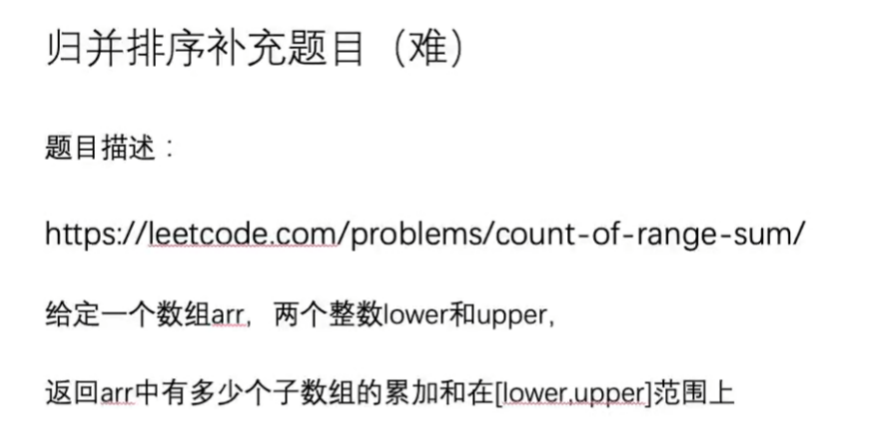 归并排序补充题目（难）
题目描述：
https://leetcode.com/problems/count-of-range-sum/
给定一个数组arr，两个整数lower和upper,
返回arr中有多少个子数组的累加和在[lower,upper]范围上